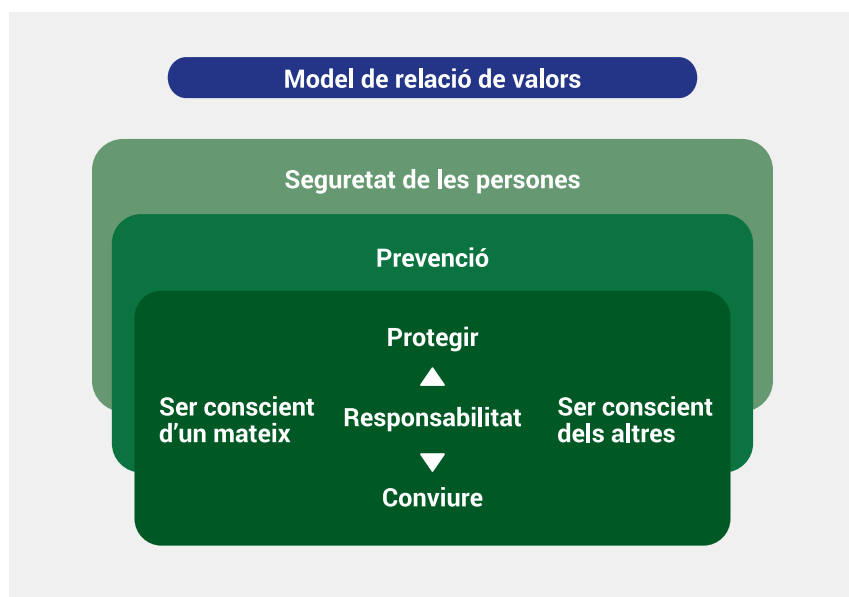 Model de relació de valors
Seguretat de les persones
Prevenció
Protegir
Ser conscient
d'un mateix
Responsabilitat
Ser conscient
dels altres
Conviure